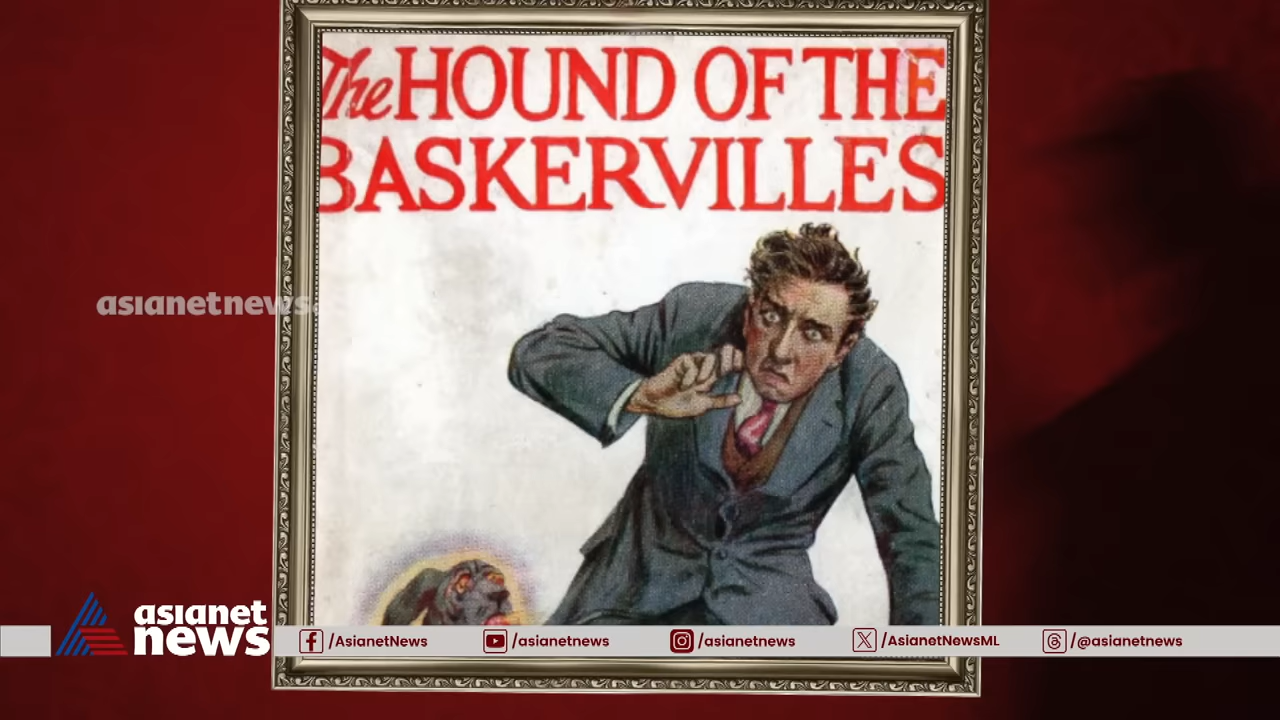 The HOUND OF THE
BASKERVILLES
asianetnews
asianet
news
/AsianetNews
/asianetnews
/asianetnews
/AsianetNewsML
/@asianetnews